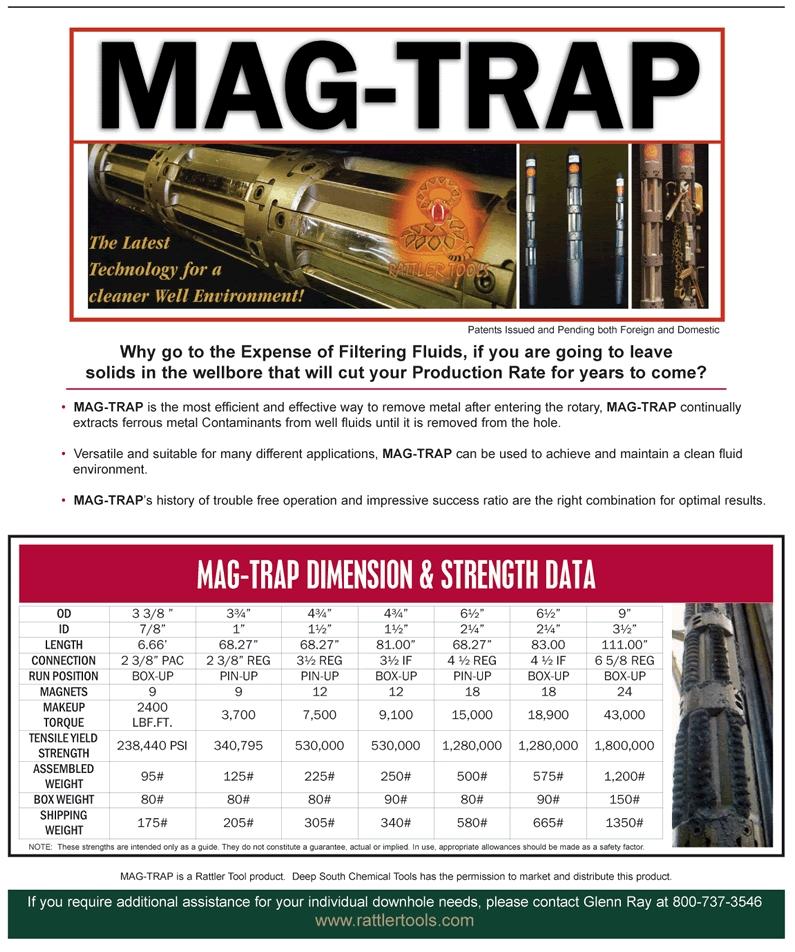 MAG-TRAP
The Latest
Technology for a
cleaner Well Environment!
RATTLER TOOLS
Patents Issued and Pending both Foreign and Domestic
Why go to the Expense of Filtering Fluids, if you are going to leave
solids in the wellbore that will cut your Production Rate for years to come?
• MAG-TRAP is the most efficient and effective way to remove metal after entering the rotary, MAG-TRAP continually
extracts ferrous metal Contaminants from well fluids until it is removed from the hole.
• Versatile and suitable for many different applications, MAG-TRAP can be used to achieve and maintain a clean fluid
environment.
• MAG-TRAP's history of trouble free operation and impressive success ratio are the right combination for optimal results.
MAG-TRAP DIMENSION & STRENGTH DATA
OD 3 3/8 " 3¾" 4¾" 4¾" 6½" 6½" 9"
ID 7/8" 1" 1½" 1½" 2¼" 2¼" 3½"
LENGTH 6.66' 68.27" 68.27" 81.00" 68.27" 83.00 111.00"
CONNECTION 2 3/8" PAC 2 3/8" REG 3½ REG 3½ IF 4 ½ REG 4 ½ IF 6 5/8 REG
RUN POSITION BOX-UP PIN-UP PIN-UP BOX-UP PIN-UP BOX-UP BOX-UP
MAGNETS 9 9 12 12 18 18 24
MAKEUP
TORQUE
2400
LBF.FT.
3,700 7,500 9,100 15,000 18,900 43,000
TENSILE YIELD
STRENGTH
238,440 PSI 340,795 530,000 530,000 1,280,000 1,280,000 1,800,000
ASSEMBLED
WEIGHT
95# 125# 225# 250# 500# 575# 1,200#
BOX WEIGHT 80# 80# 80# 90# 80# 90# 150#
SHIPPING
WEIGHT
175# 205# 305# 340# 580# 665# 1350#
NOTE: These strengths are intended only as a guide. They do not constitute a guarantee, actual or implied. In use, appropriate allowances should be made as a safety factor.
MAG-TRAP is a Rattler Tool product. Deep South Chemical Tools has the permission to market and distribute this product.
If you require additional assistance for your individual downhole needs, please contact Glenn Ray at 800-737-3546
www.rattlertools.com